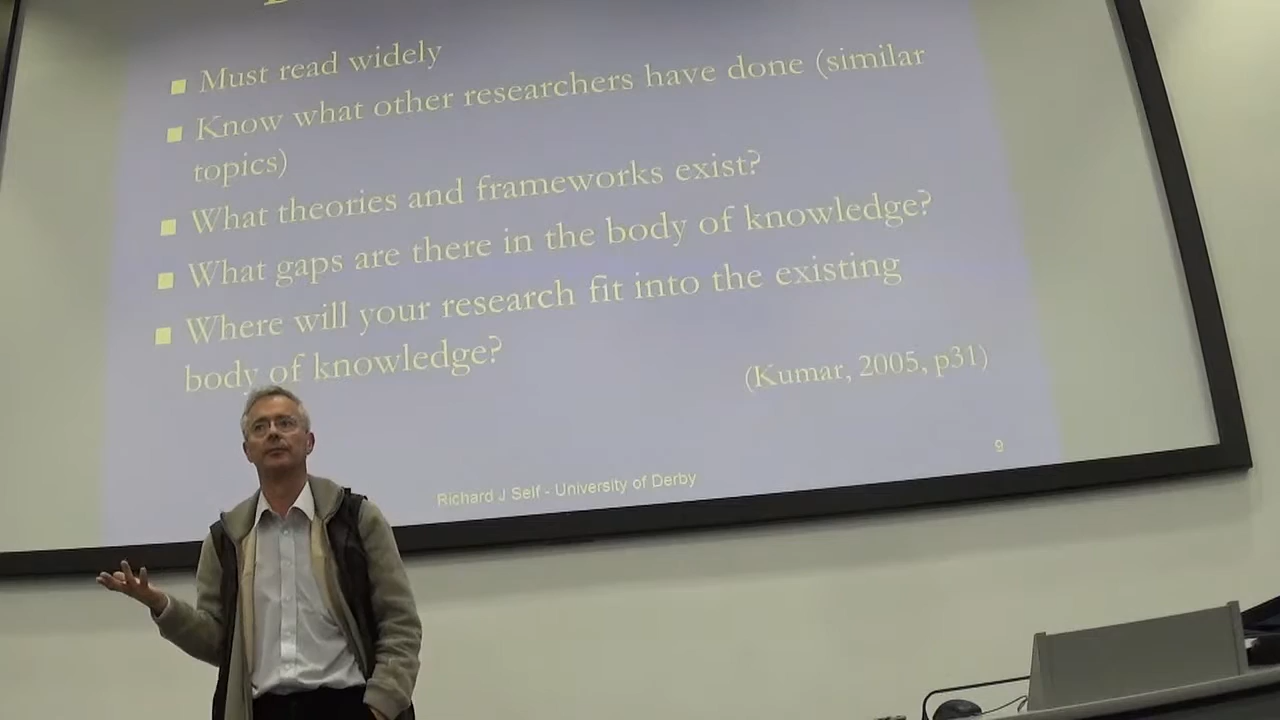 Must read widely
Know what other researchers have done (similar
topics)
What theories and frameworks exist?
What gaps are there in the body of knowledge?
Where will your research fit into the existing
body of knowledge?
(Kumar, 2005, p31)
9
Richard J Self - University of Derby